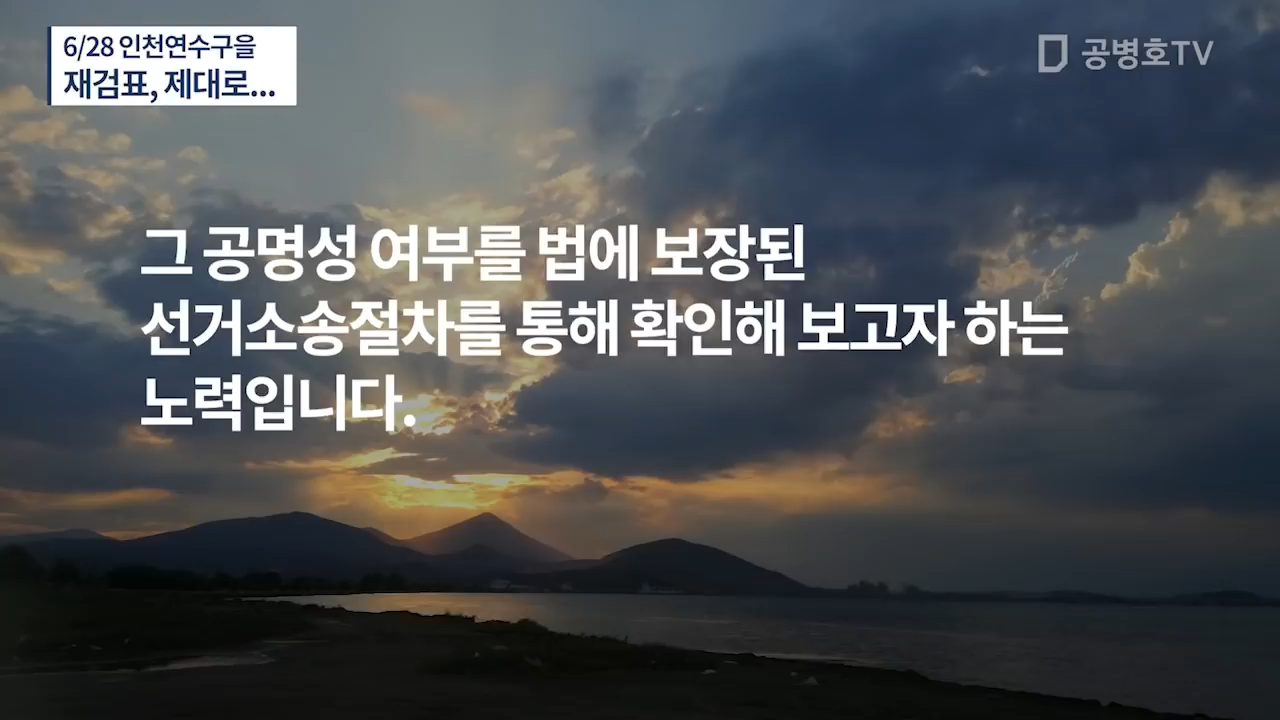 6/28 인천연수구을
재검표, 제대로...
공병호TV
그 공명성 여부를 법에 보장된
선거소송절차를 통해 확인해 보고자 하는
노력입니다.